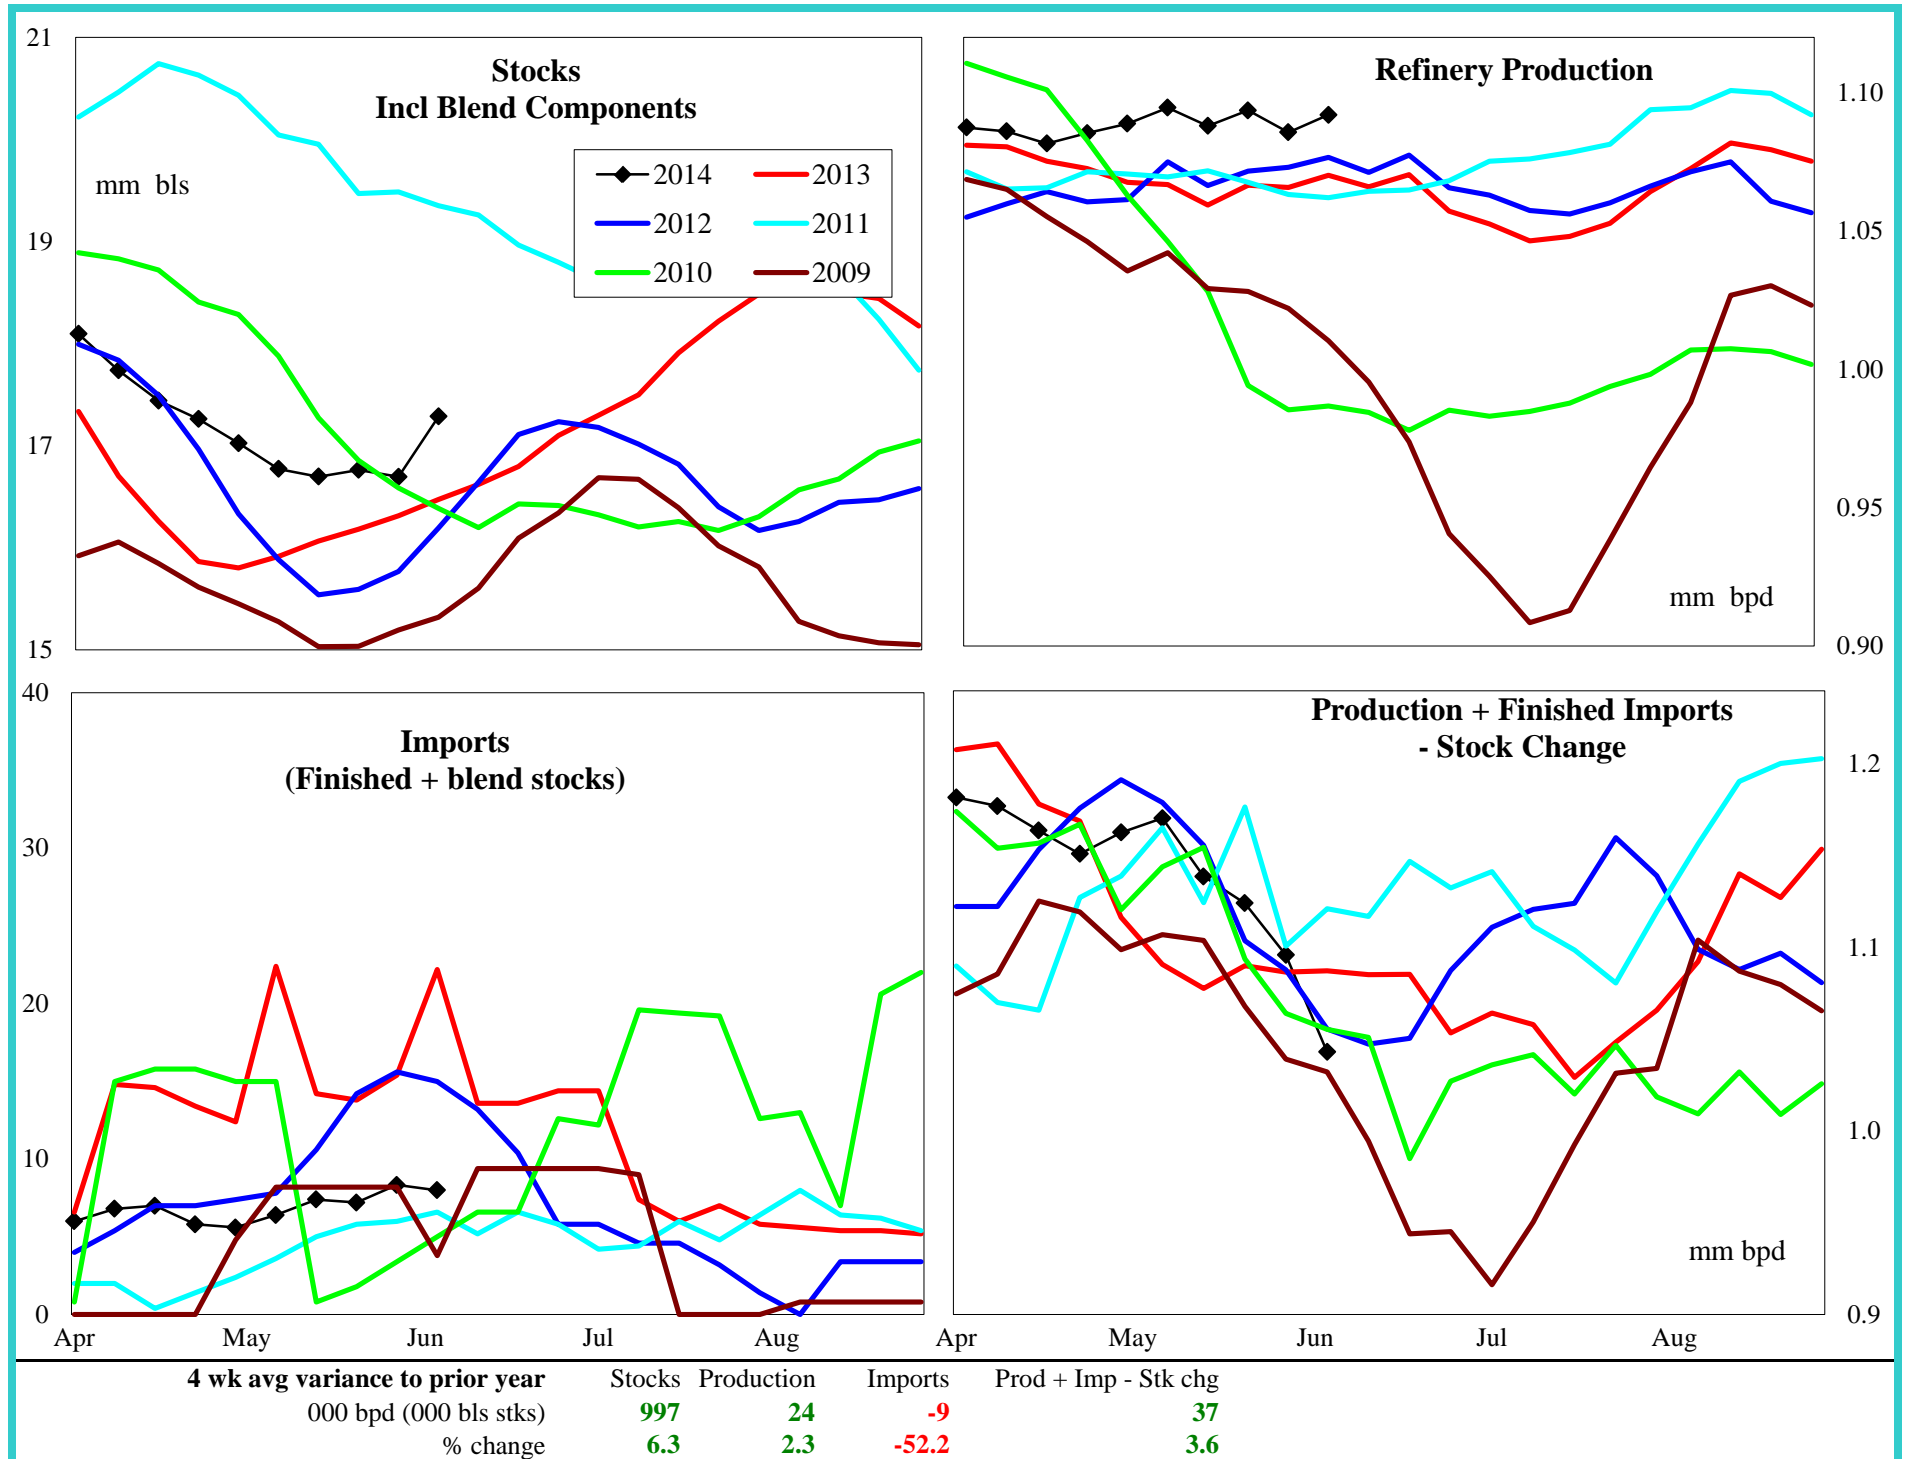 Stocks
Incl Blend Components
mm bls
21
19
17
15
2014 2013
2012 2011
2010 2009
Refinery Production
1.10
1.05
1.00
0.95
0.90
mm bpd
Imports
(Finished + blend stocks)
40
30
20
10
0
Apr May Jun Jul Aug
Production + Finished Imports
- Stock Change
1.2
1.1
1.0
0.9
mm bpd
Apr May Jun Jul Aug
4 wk avg variance to prior year Stocks Production Imports Prod + Imp - Stk chg
000 bpd (000 bls stks) 997 24 -9 37
% change 6.3 2.3 -52.2 3.6